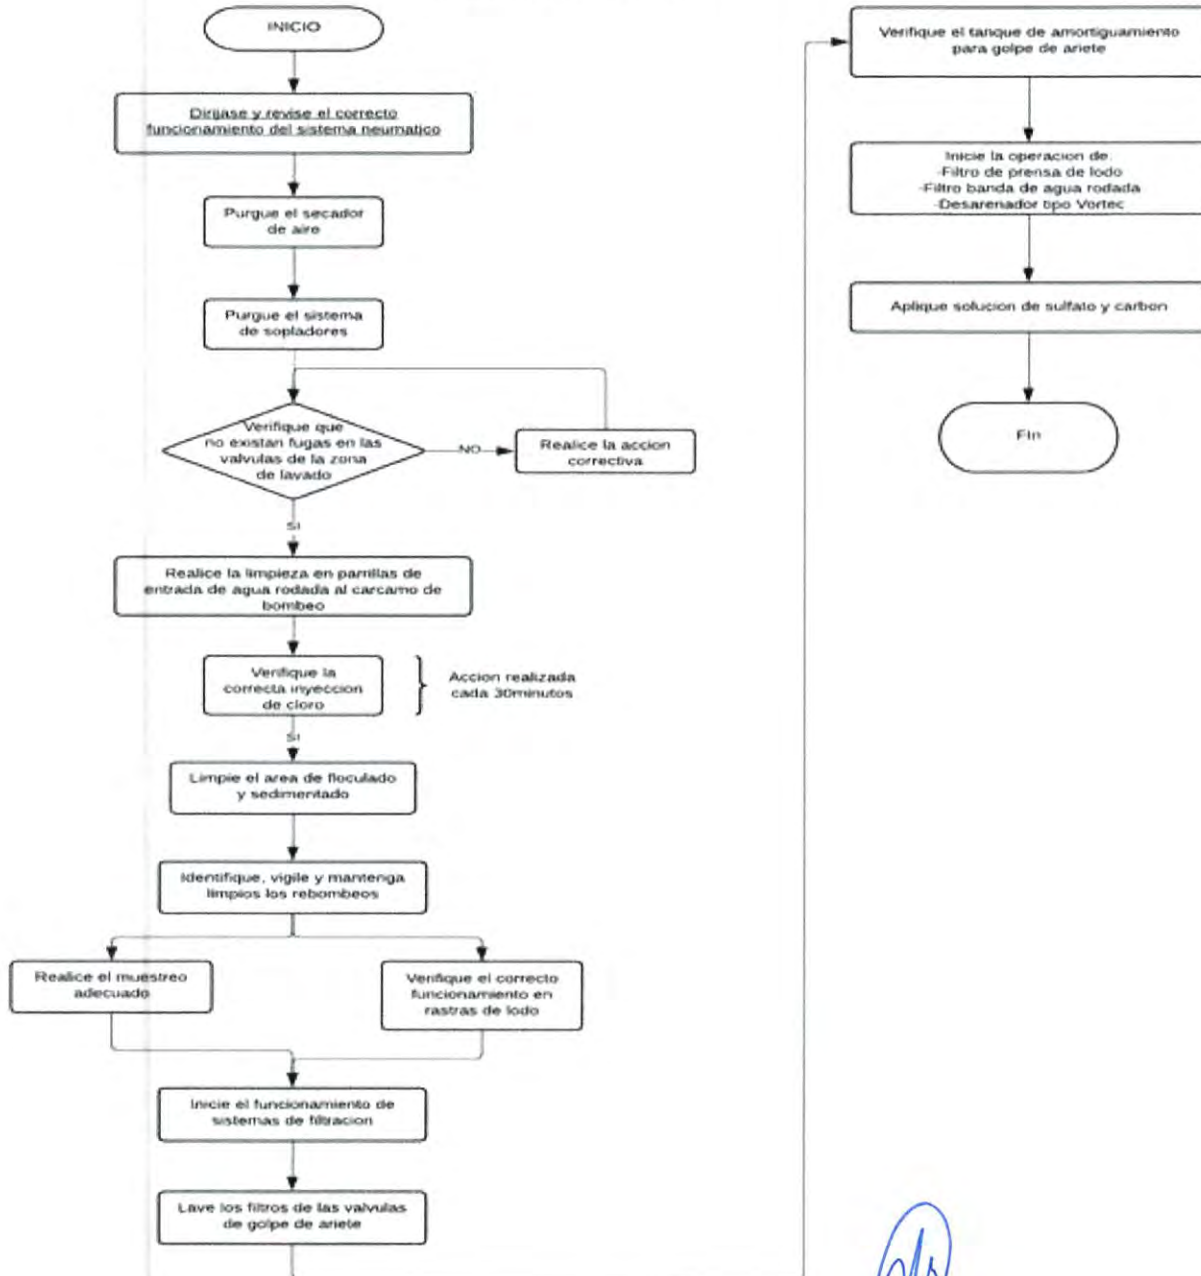 INICIO
Dirijase y revise el correcto
funcionamiento del sistema neumatico
Purgue el secador
de aire
Purgue el sistema
de sopladores
Verifique que
no existan fugas en las
valvulas de la zona
de lavado
NO
Realice la accion
correctiva
SI
Realice la limpieza en parrillas de
entrada de agua rodada al carcamo de
bombeo
Verifique la
correcta inyeccion
de cloro
Accion realizada
cada 30minutos
SI
Limpie el area de floculado
y sedimentado
Identifique, vigile y mantenga
limpios los rebombeos
Realice el muestreo
adecuado
Verifique el correcto
funcionamiento en
rastras de lodo
Inicie el funcionamiento de
sistemas de filtracion
Lave los filtros de las valvulas
de golpe de ariete
Verifique el tanque de amortiguamiento
para golpe de ariete
Inicie la operacion de:
-Filtro de prensa de lodo
-Filtro banda de agua rodada
-Desarenador tipo Vortec
Aplique solucion de sulfato y carbon
FIn